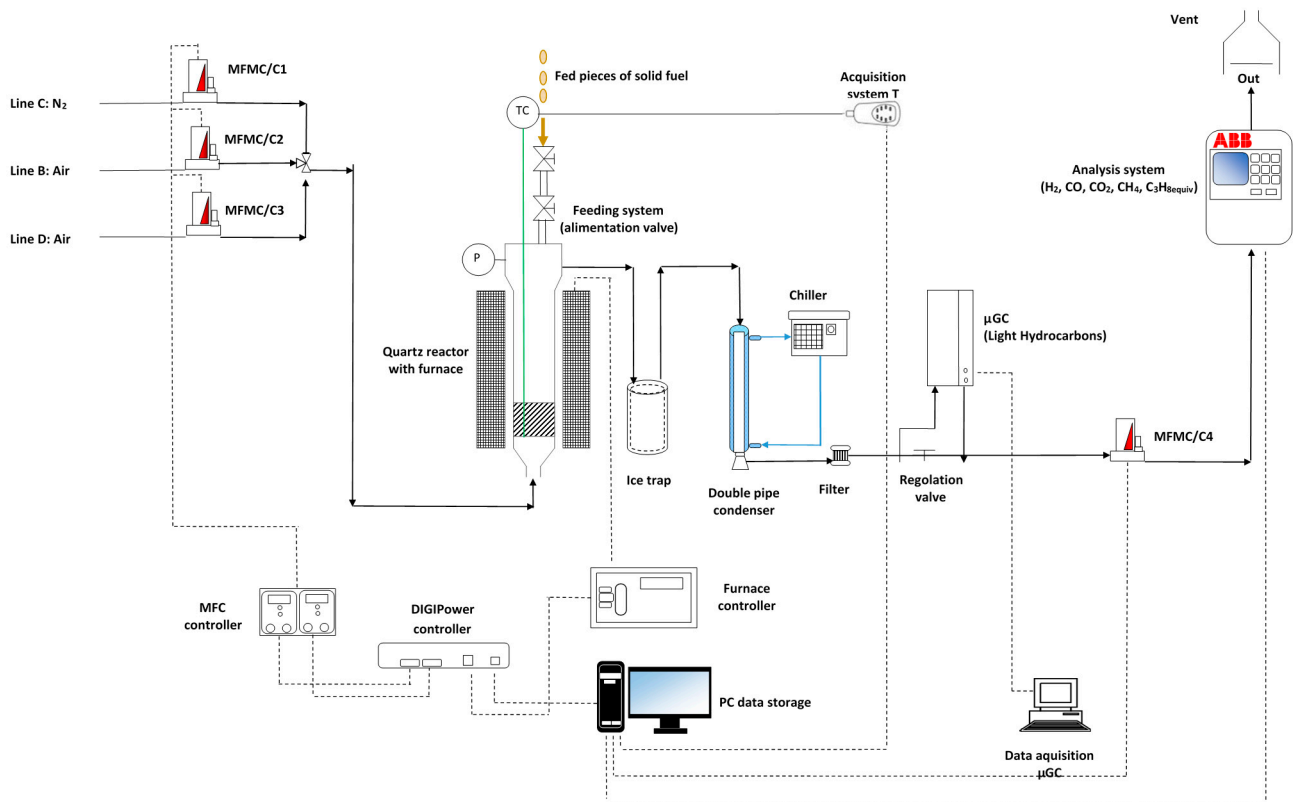 Vent
Out
MFMC/C1
Fed pieces of solid fuel
Acquisition
system T
Line C: N₂
TC
MFMC/C2
ABB
Line B: Air
Analysis system
(H₂, CO, CO₂, CH₄, C₃H₈equiv)
MFMC/C3
Feeding system
(alimentation valve)
Line D: Air
P
Chiller
µGC
(Light Hydrocarbons)
Quartz reactor
with furnace
MFMC/C4
Ice trap
Double pipe
condenser
Filter
Regolation
valve
MFC
controller
DIGIPower
controller
Furnace
controller
PC data storage
Data aquisition
µGC